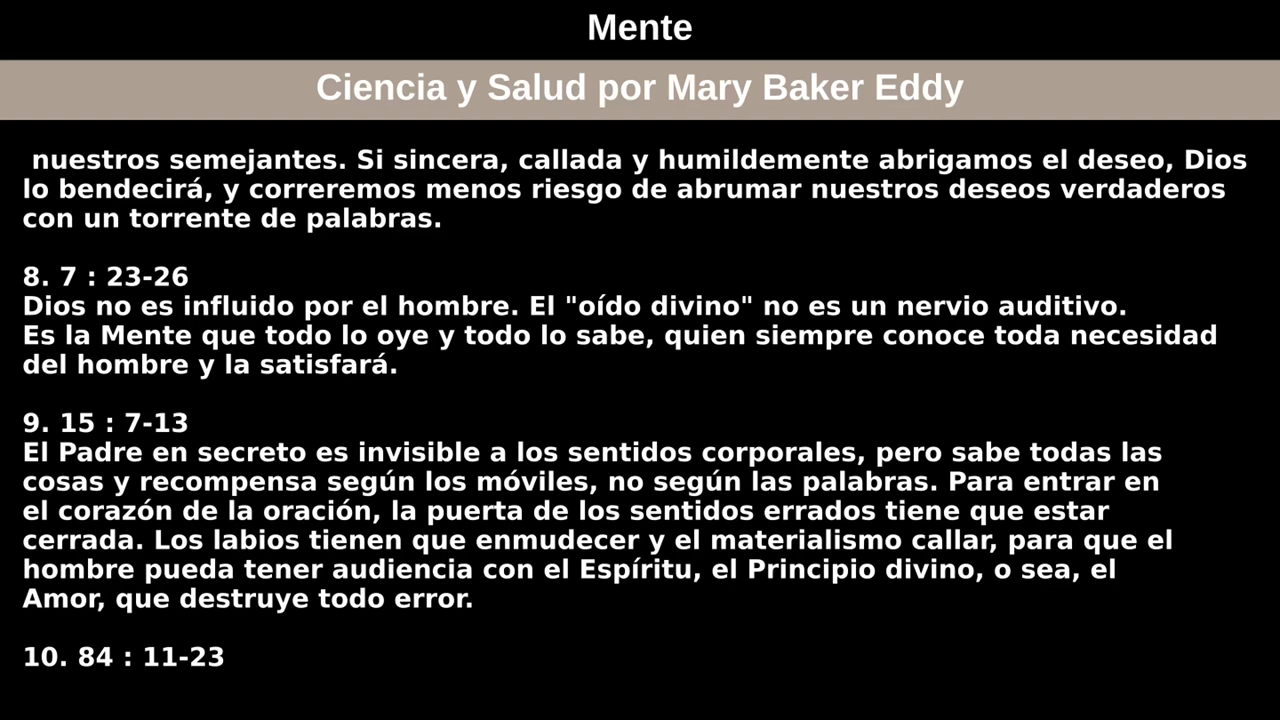 Mente
Ciencia y Salud por Mary Baker Eddy
nuestros semejantes. Si sincera, callada y humildemente abrigamos el deseo, Dios
lo bendecirá, y correremos menos riesgo de abrumar nuestros deseos verdaderos
con un torrente de palabras.
8. 7 : 23-26
Dios no es influido por el hombre. El "oído divino" no es un nervio auditivo.
Es la Mente que todo lo oye y todo lo sabe, quien siempre conoce toda necesidad
del hombre y la satisfará.
9. 15 : 7-13
El Padre en secreto es invisible a los sentidos corporales, pero sabe todas las
cosas y recompensa según los móviles, no según las palabras. Para entrar en
el corazón de la oración, la puerta de los sentidos errados tiene que estar
cerrada. Los labios tienen que enmudecer y el materialismo callar, para que el
hombre pueda tener audiencia con el Espíritu, el Principio divino, o sea, el
Amor, que destruye todo error.
10. 84 : 11-23